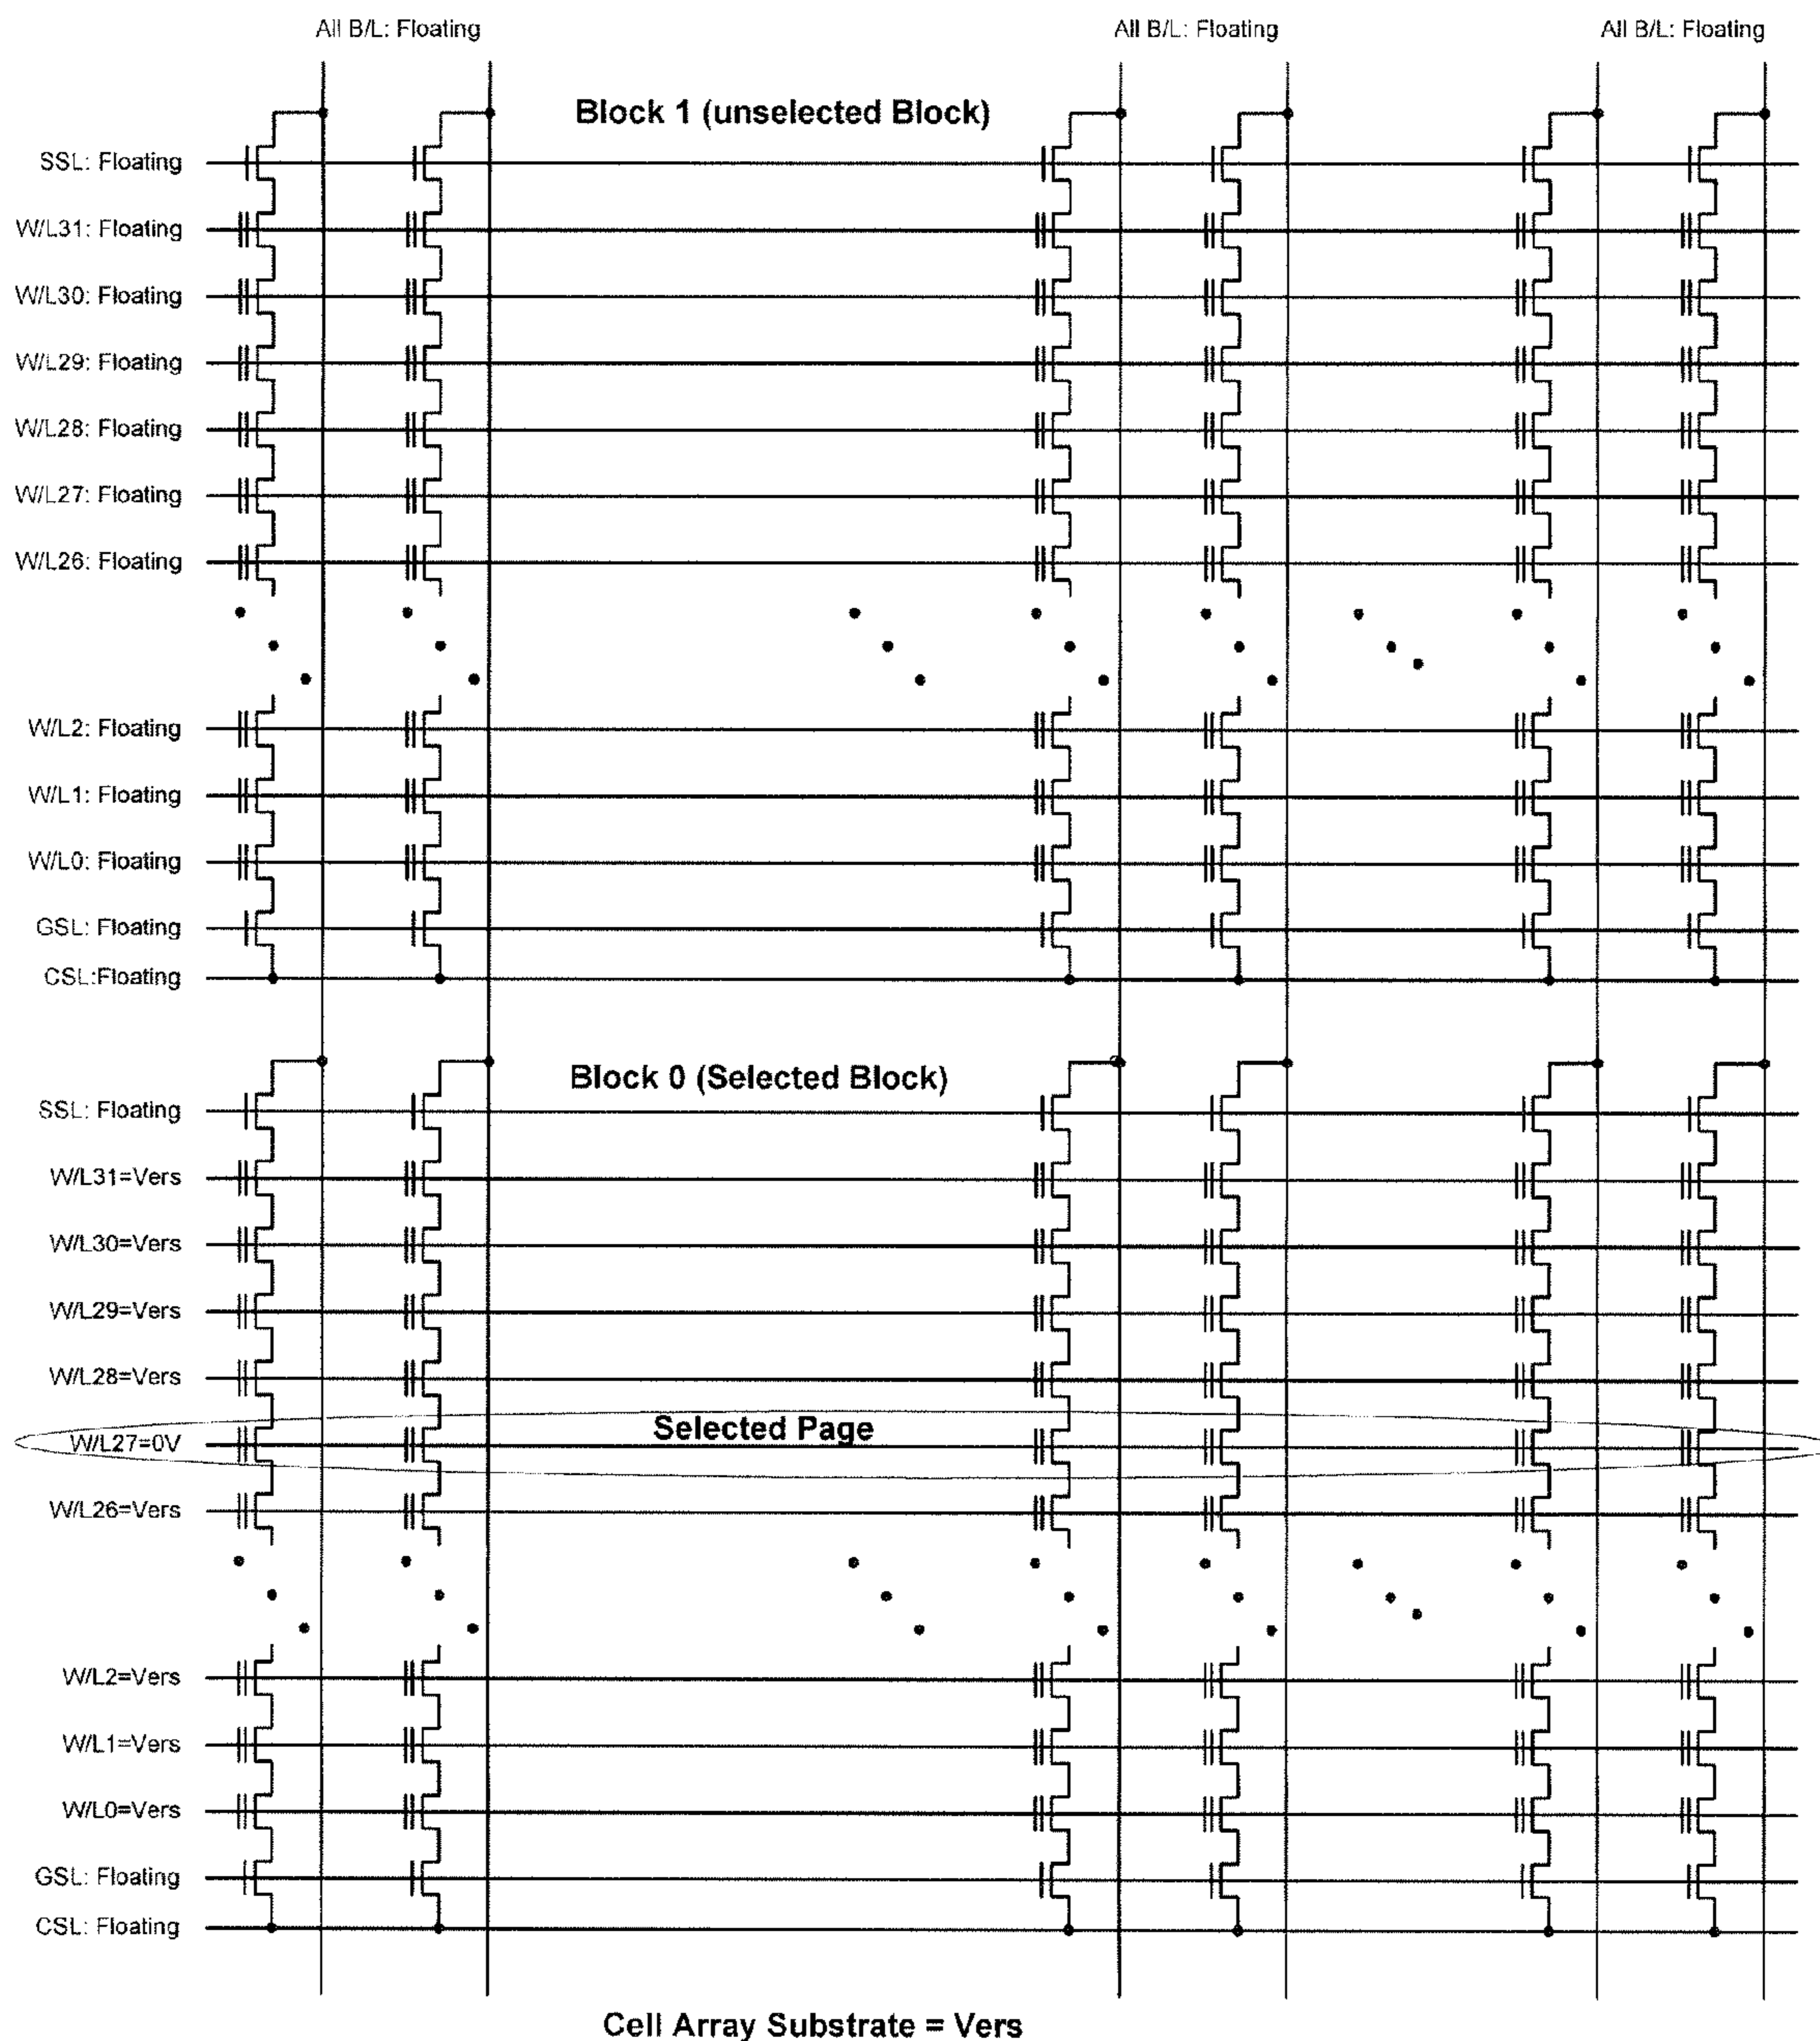 All B/L: Floating All B/L: Floating All B/L: Floating
Block 1 (unselected Block)
SSL: Floating
W/L31: Floating
W/L30: Floating
W/L29: Floating
W/L28: Floating
W/L27: Floating
W/L26: Floating
W/L2: Floating
W/L1: Floating
W/L0: Floating
GSL: Floating
CSL:Floating
Block 0 (Selected Block)
SSL: Floating
W/L31=Vers
W/L30=Vers
W/L29=Vers
W/L28=Vers
Selected Page
W/L27=0V
W/L26=Vers
W/L2=Vers
W/L1=Vers
W/L0=Vers
GSL: Floating
CSL: Floating
Cell Array Substrate = Vers